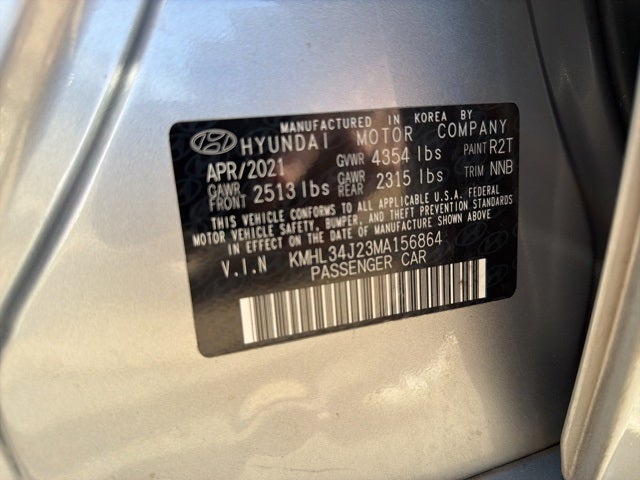 MANUFACTURED IN KOREA BY
HYUNDAI MOTOR COMPANY
APR/2021 GVWR 4354 lbs PAINT R2T
GAWR FRONT 2513 lbs GAWR REAR 2315 lbs TRIM NNB
THIS VEHICLE CONFORMS TO ALL APPLICABLE U.S.A. FEDERAL
MOTOR VEHICLE SAFETY, BUMPER, AND THEFT PREVENTION STANDARDS
IN EFFECT ON THE DATE OF MANUFACTURE SHOWN ABOVE
V.I.N KMHL34J23MA156864
PASSENGER CAR